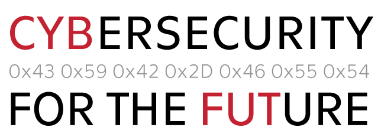 CYBERSECURITY
0x43 0x59 0x42 0x2D 0x46 0x55 0x54
FOR THE FUTURE